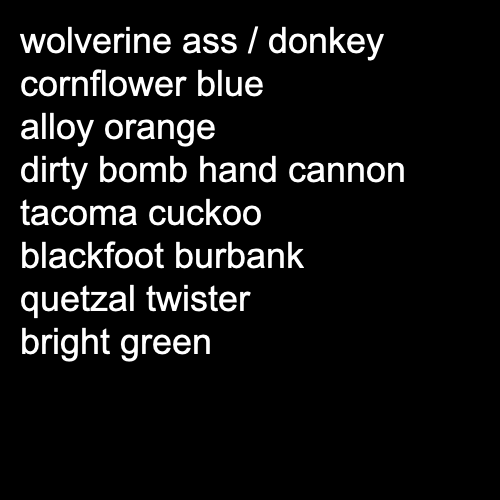 wolverine ass / donkey
cornflower blue
alloy orange
dirty bomb hand cannon
tacoma cuckoo
blackfoot burbank
quetzal twister
bright green